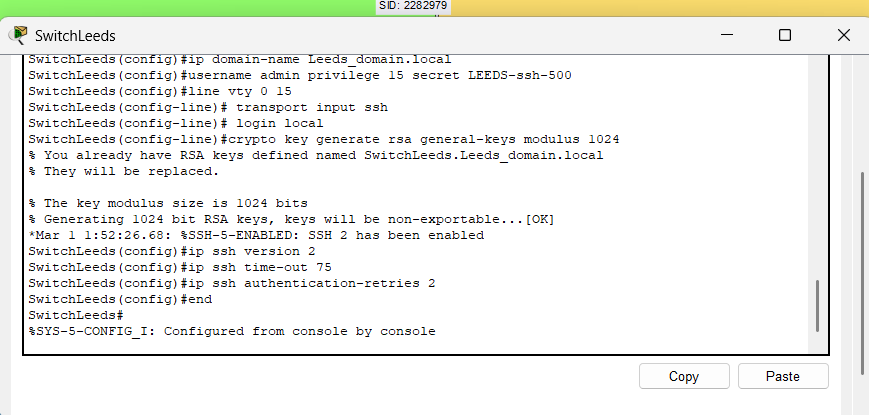 SID: 2282979
SwitchLeeds
SwitchLeeds(config)#ip domain-name Leeds_domain.local
SwitchLeeds(config)#username admin privilege 15 secret LEEDS-ssh-500
SwitchLeeds(config)#line vty 0 15
SwitchLeeds(config-line)# transport input ssh
SwitchLeeds(config-line)# login local
SwitchLeeds(config-line)#crypto key generate rsa general-keys modulus 1024
% You already have RSA keys defined named SwitchLeeds.Leeds_domain.local
% They will be replaced.
% The key modulus size is 1024 bits
% Generating 1024 bit RSA keys, keys will be non-exportable...[OK]
*Mar 1 1:52:26.68: %SSH-5-ENABLED: SSH 2 has been enabled
SwitchLeeds(config)#ip ssh version 2
SwitchLeeds(config)#ip ssh time-out 75
SwitchLeeds(config)#ip ssh authentication-retries 2
SwitchLeeds(config)#end
SwitchLeeds#
%SYS-5-CONFIG_I: Configured from console by console
Copy
Paste